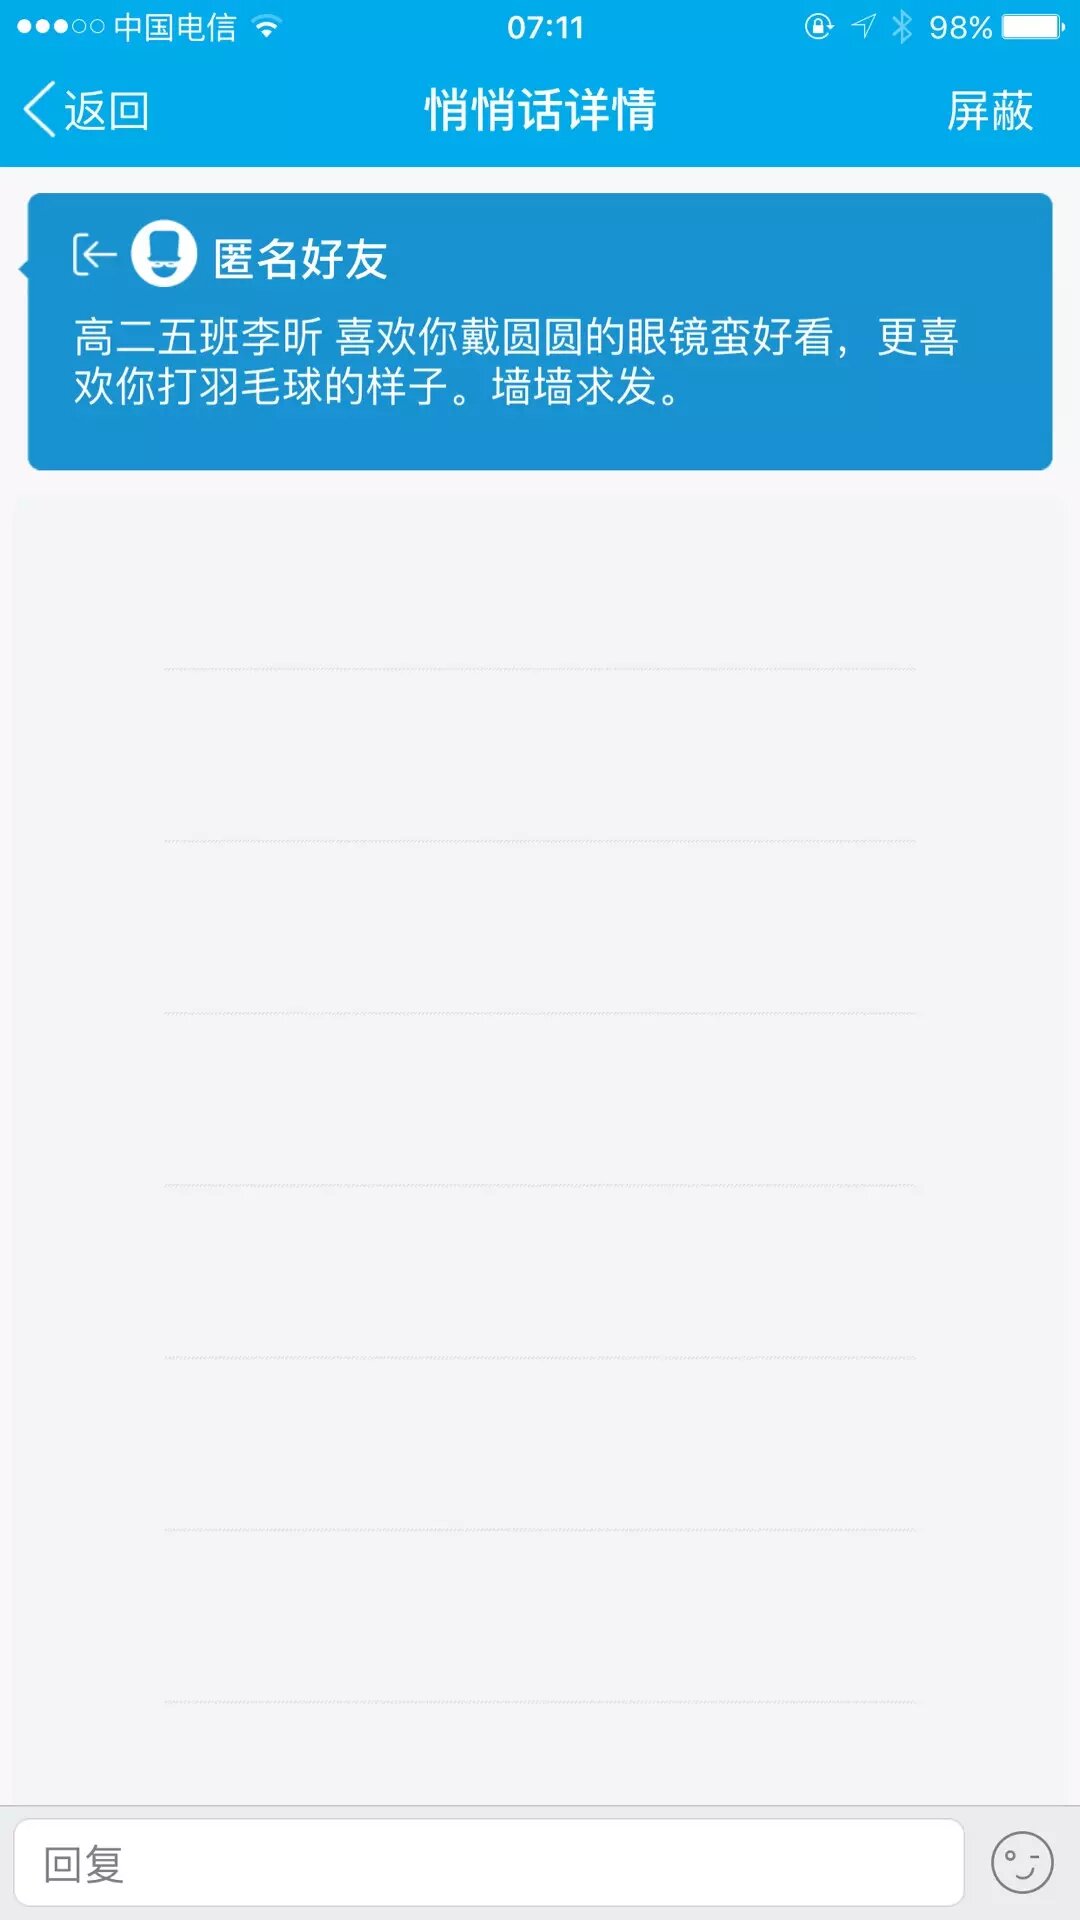 中国电信 07:11 98%
返回 悄悄话详情 屏蔽
匿名好友
高二五班李昕 喜欢你戴圆圆的眼镜蛮好看，更喜
欢你打羽毛球的样子。墙墙求发。
回复